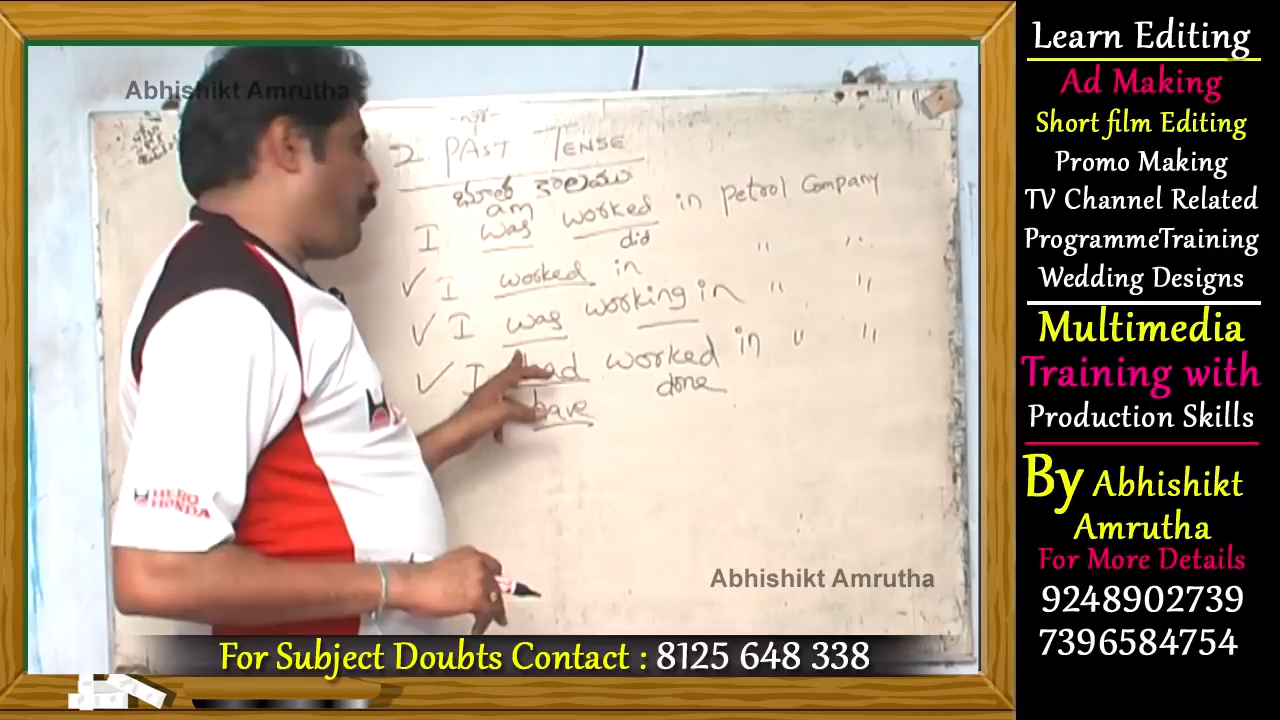 Abhishikt Amrutha
2. PAST TENSE
భూత కాలము
am
I was worked in petrol company
did
✓ I worked in " "
✓ I was working in " "
✓ I had worked in " "
have done
HERO
HONDA
Abhishikt Amrutha
For Subject Doubts Contact : 8125 648 338
Learn Editing
Ad Making
Short film Editing
Promo Making
TV Channel Related
ProgrammeTraining
Wedding Designs
Multimedia
Training with
Production Skills
By Abhishikt
Amrutha
For More Details
9248902739
7396584754